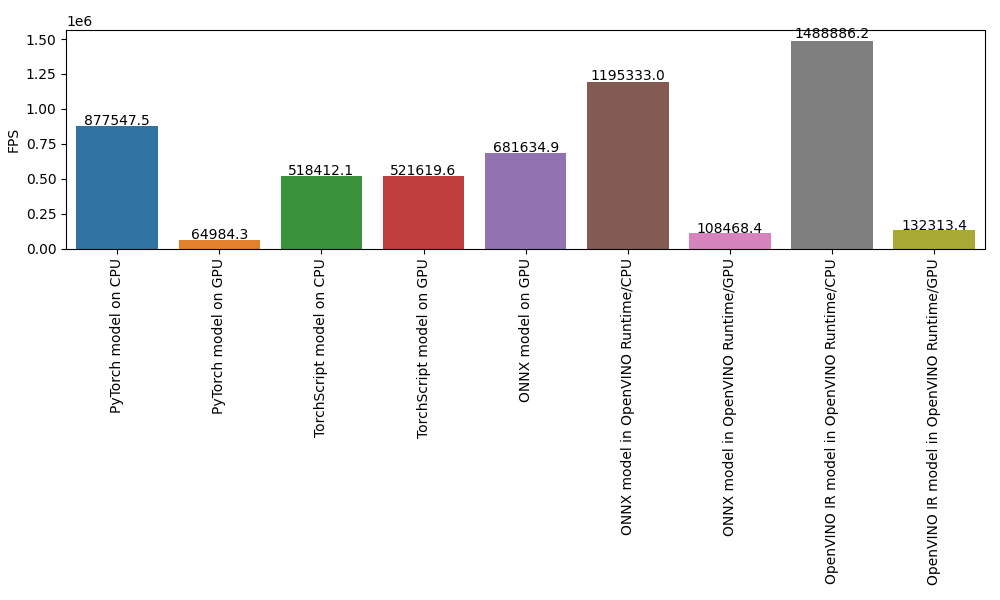 1e6
1.50
1.25
1.00
0.75
0.50
0.25
0.00
FPS
877547.5
64984.3
518412.1
521619.6
681634.9
1195333.0
108468.4
1488886.2
132313.4
PyTorch model on CPU
PyTorch model on GPU
TorchScript model on CPU
TorchScript model on GPU
ONNX model on GPU
ONNX model in OpenVINO Runtime/CPU
ONNX model in OpenVINO Runtime/GPU
OpenVINO IR model in OpenVINO Runtime/CPU
OpenVINO IR model in OpenVINO Runtime/GPU